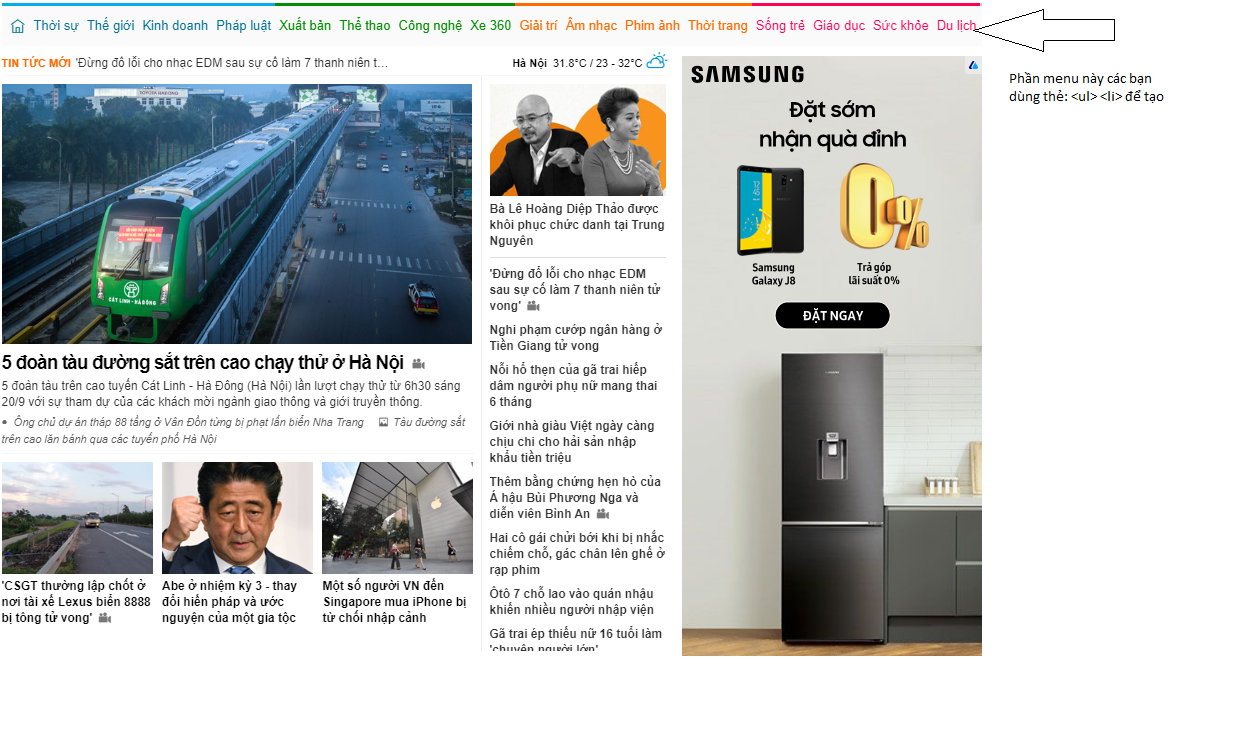 Thời sự Thế giới Kinh doanh Pháp luật Xuất bản Thể thao Công nghệ Xe 360 Giải trí Âm nhạc Phim ảnh Thời trang Sống trẻ Giáo dục Sức khỏe Du lịch
Phần menu này các bạn
dùng thẻ: <ul> <li> để tạo
TIN TỨC MỚI 'Đừng đổ lỗi cho nhạc EDM sau sự cố làm 7 thanh niên t...
Hà Nội 31.8°C / 23 - 32°C
5 đoàn tàu đường sắt trên cao chạy thử ở Hà Nội
5 đoàn tàu trên cao tuyến Cát Linh - Hà Đông (Hà Nội) lần lượt chạy thử từ 6h30 sáng
20/9 với sự tham dự của các khách mời ngành giao thông và giới truyền thông.
• Ông chủ dự án tháp 88 tầng ở Vân Đồn từng bị phạt lấn biển Nha Trang Tàu đường sắt
trên cao lăn bánh qua các tuyến phố Hà Nội
CÁT LINH - HÀ ĐÔNG
'CSGT thường lập chốt ở
nơi tài xế Lexus biển 8888
bị tông tử vong'
Abe ở nhiệm kỳ 3 - thay
đổi hiến pháp và ước
nguyện của một gia tộc
Một số người VN đến
Singapore mua iPhone bị
từ chối nhập cảnh
Bà Lê Hoàng Diệp Thảo được
khôi phục chức danh tại Trung
Nguyên
'Đừng đổ lỗi cho nhạc EDM
sau sự cố làm 7 thanh niên tử
vong'
Nghi phạm cướp ngân hàng ở
Tiền Giang tử vong
Nỗi hổ thẹn của gã trai hiếp
dâm người phụ nữ mang thai
6 tháng
Giới nhà giàu Việt ngày càng
chịu chi cho hải sản nhập
khẩu tiền triệu
Thêm bằng chứng hẹn hò của
Á hậu Bùi Phương Nga và
diễn viên Bình An
Hai cô gái chửi bới khi bị nhắc
chiếm chỗ, gác chân lên ghế ở
rạp phim
Ôtô 7 chỗ lao vào quán nhậu
khiến nhiều người nhập viện
Gã trai ép thiếu nữ 16 tuổi làm
'chuyện người lớn'
SAMSUNG
Đặt sớm
nhận quà đỉnh
0%
Samsung
Galaxy J8
Trả góp
lãi suất 0%
ĐẶT NGAY
SAMSUNG